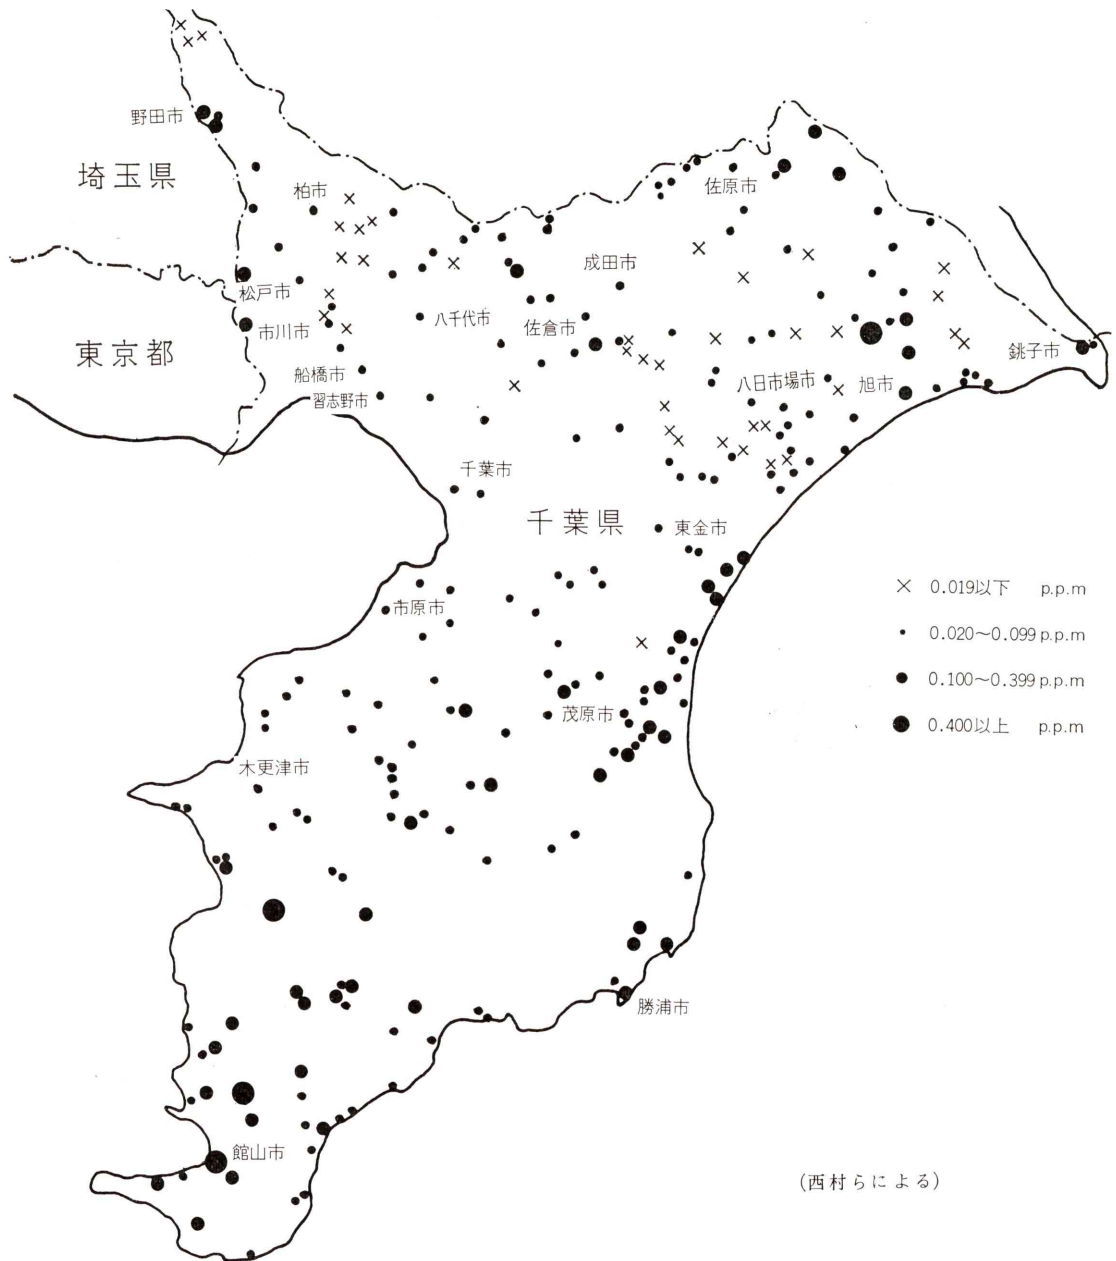 野田市
埼玉県
柏市
佐原市
成田市
松戸市
八千代市
市川市
佐倉市
東京都
銚子市
船橋市
八日市場市
旭市
習志野市
千葉市
千葉県
東金市
市原市
× 0.019以下 p.p.m
• 0.020〜0.099 p.p.m
● 0.100〜0.399 p.p.m
● 0.400以上 p.p.m
茂原市
木更津市
勝浦市
館山市
(西村らによる)